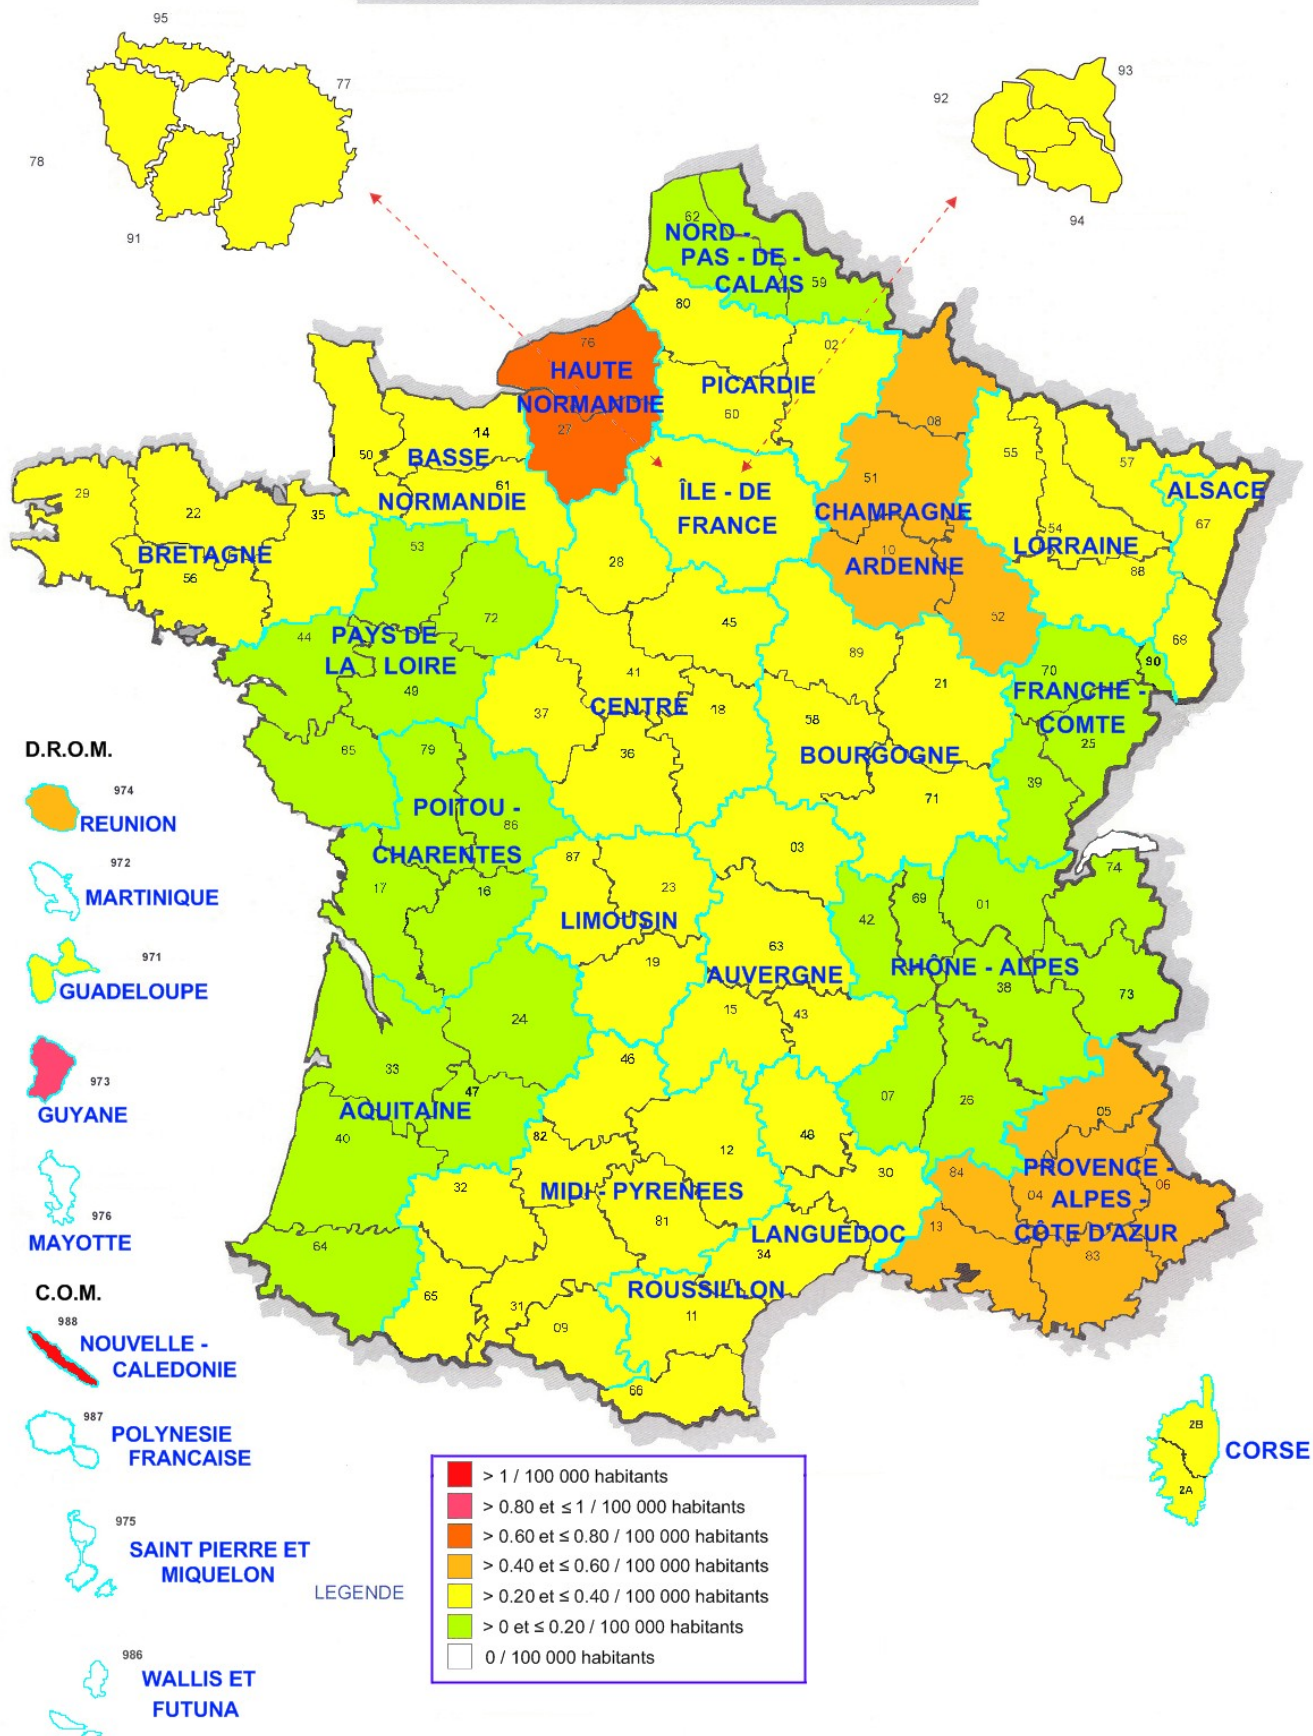 95
77
78
91
93
92
94
62
NORD -
PAS - DE -
CALAIS
59
80
02
76
HAUTE
NORMANDIE
27
PICARDIE
60
08
14
50
BASSE
61
NORMANDIE
ÎLE - DE
FRANCE
51
CHAMPAGNE
10
ARDENNE
52
55
57
54
LORRAINE
88
ALSACE
67
68
29
22
35
BRETAGNE
56
53
72
28
45
44
PAYS DE
LA LOIRE
49
41
37
CENTRE
18
36
89
21
58
BOURGOGNE
71
70
90
FRANCHE -
COMTE
25
39
85
79
POITOU -
86
CHARENTES
17
16
87
23
LIMOUSIN
19
03
63
AUVERGNE
15
43
42
69
01
74
RHÔNE - ALPES
38
73
07
26
24
33
47
AQUITAINE
40
64
46
82
12
48
32
MIDI - PYRENEES
81
65
31
09
30
LANGUEDOC
34
ROUSSILLON
11
66
05
84
PROVENCE -
04
06
ALPES -
13
CÔTE D'AZUR
83
2B
CORSE
2A
D.R.O.M.
974
REUNION
972
MARTINIQUE
971
GUADELOUPE
973
GUYANE
976
MAYOTTE
C.O.M.
988
NOUVELLE -
CALEDONIE
987
POLYNESIE
FRANCAISE
975
SAINT PIERRE ET
MIQUELON
986
WALLIS ET
FUTUNA
LEGENDE
> 1 / 100 000 habitants
> 0.80 et ≤ 1 / 100 000 habitants
> 0.60 et ≤ 0.80 / 100 000 habitants
> 0.40 et ≤ 0.60 / 100 000 habitants
> 0.20 et ≤ 0.40 / 100 000 habitants
> 0 et ≤ 0.20 / 100 000 habitants
0 / 100 000 habitants